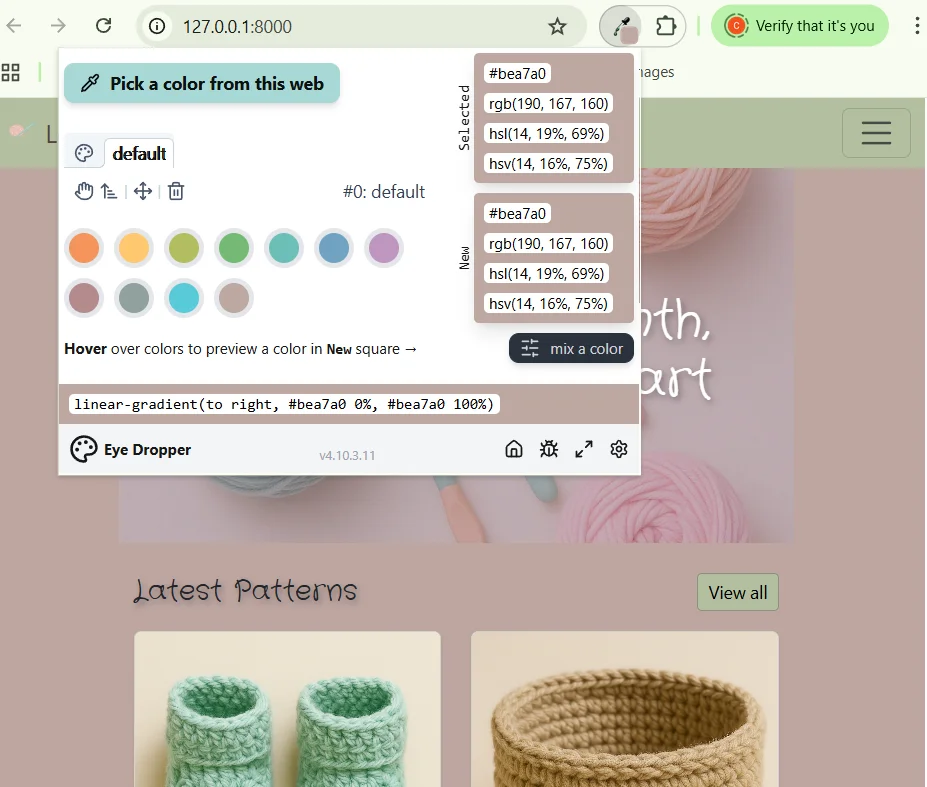 127.0.0.1:8000
C
Verify that it's you
Pick a color from this web
default
#0: default
Hover over colors to preview a color in New square →
Selected
#bea7a0
rgb(190, 167, 160)
hsl(14, 19%, 69%)
hsv(14, 16%, 75%)
New
#bea7a0
rgb(190, 167, 160)
hsl(14, 19%, 69%)
hsv(14, 16%, 75%)
mix a color
linear-gradient(to right, #bea7a0 0%, #bea7a0 100%)
Eye Dropper
v4.10.3.11
Latest Patterns
View all